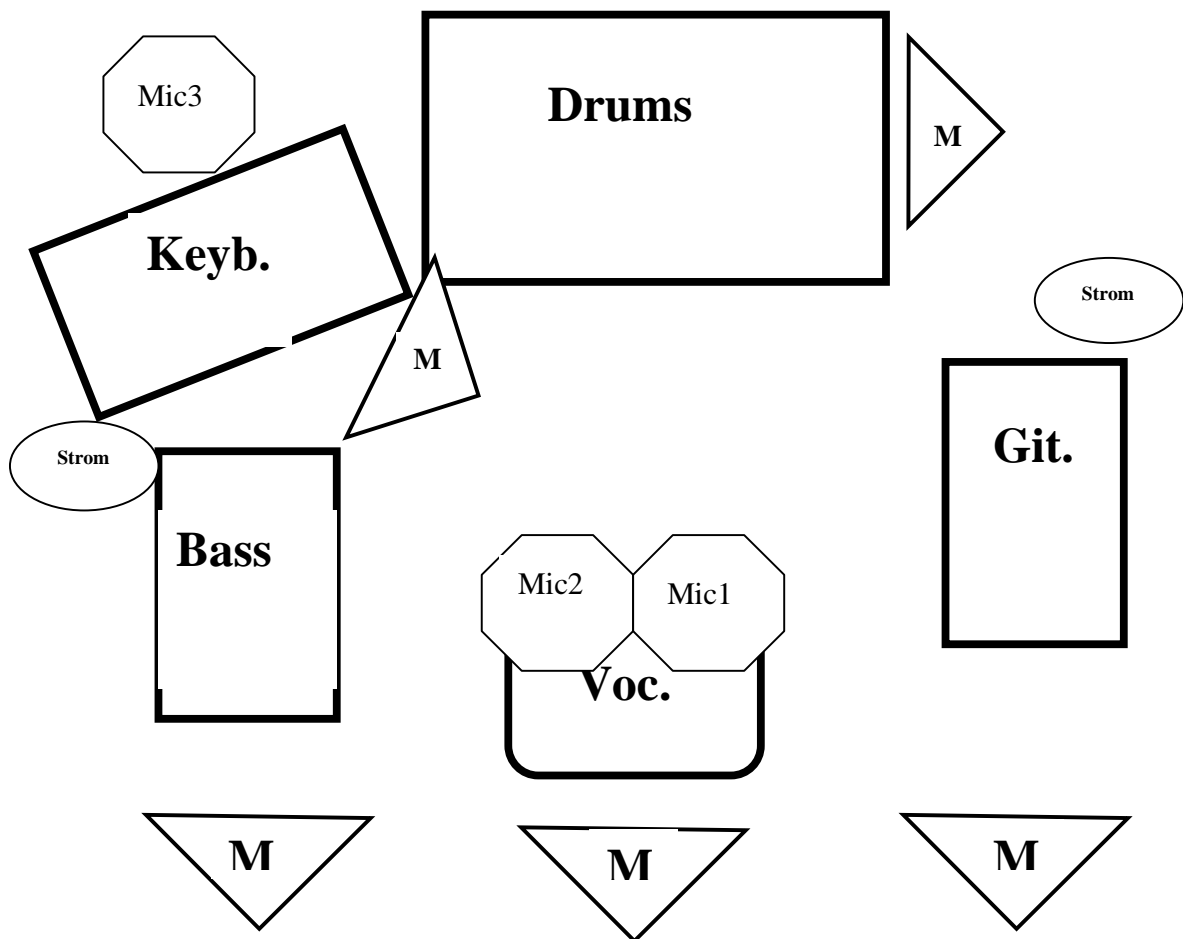 Mic3
Drums
M
Keyb.
Strom
M
Git.
Strom
Bass
Mic2
Mic1
Voc.
M
M
M